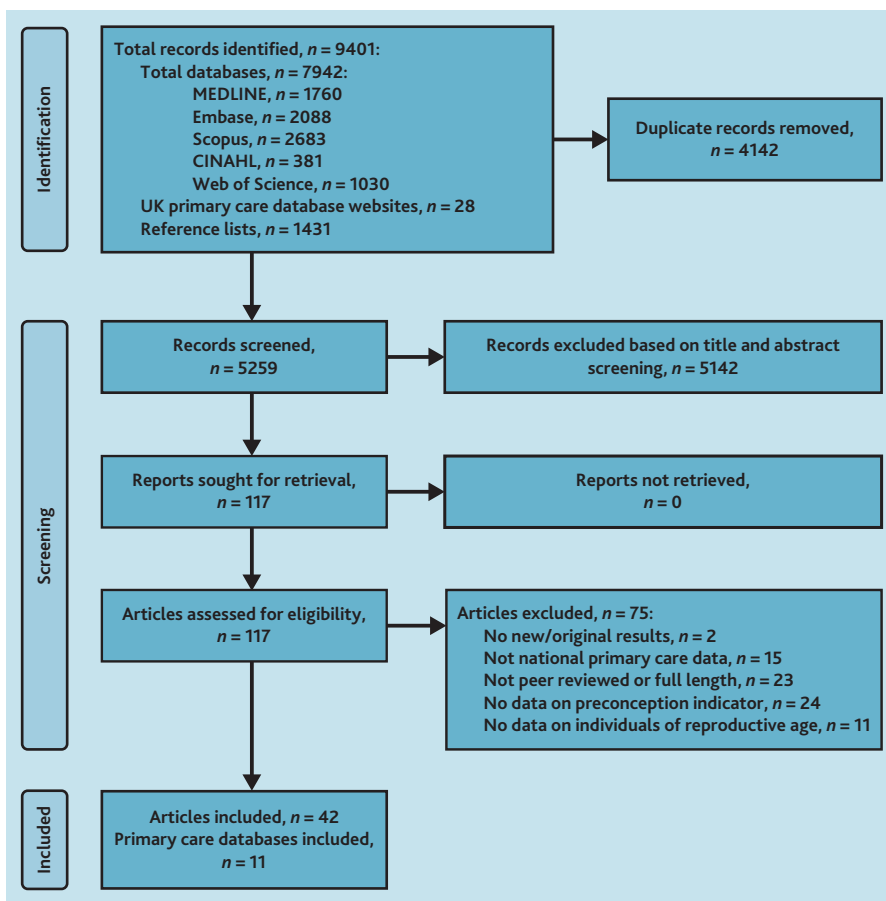 Identification
Total records identified, n = 9401:
Total databases, n = 7942:
MEDLINE, n = 1760
Embase, n = 2088
Scopus, n = 2683
CINAHL, n = 381
Web of Science, n = 1030
UK primary care database websites, n = 28
Reference lists, n = 1431
Duplicate records removed,
n = 4142
Screening
Records screened,
n = 5259
Records excluded based on title and abstract
screening, n = 5142
Reports sought for retrieval,
n = 117
Reports not retrieved,
n = 0
Articles assessed for eligibility,
n = 117
Articles excluded, n = 75:
No new/original results, n = 2
Not national primary care data, n = 15
Not peer reviewed or full length, n = 23
No data on preconception indicator, n = 24
No data on individuals of reproductive age, n = 11
Included
Articles included, n = 42
Primary care databases included,
n = 11